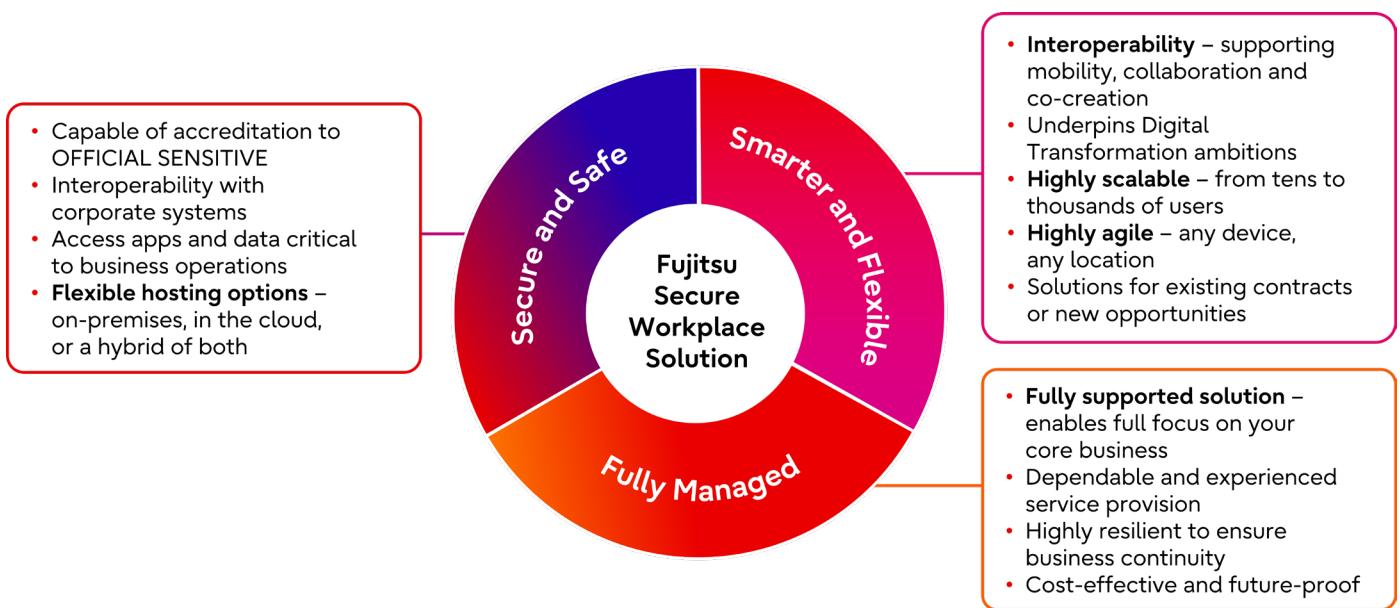 • Capable of accreditation to
OFFICIAL SENSITIVE
• Interoperability with
corporate systems
• Access apps and data critical
to business operations
• Flexible hosting options –
on-premises, in the cloud,
or a hybrid of both
Secure and Safe
Smarter and Flexible
Fully Managed
Fujitsu
Secure
Workplace
Solution
• Interoperability – supporting
mobility, collaboration and
co-creation
• Underpins Digital
Transformation ambitions
• Highly scalable – from tens to
thousands of users
• Highly agile – any device,
any location
• Solutions for existing contracts
or new opportunities
• Fully supported solution –
enables full focus on your
core business
• Dependable and experienced
service provision
• Highly resilient to ensure
business continuity
• Cost-effective and future-proof